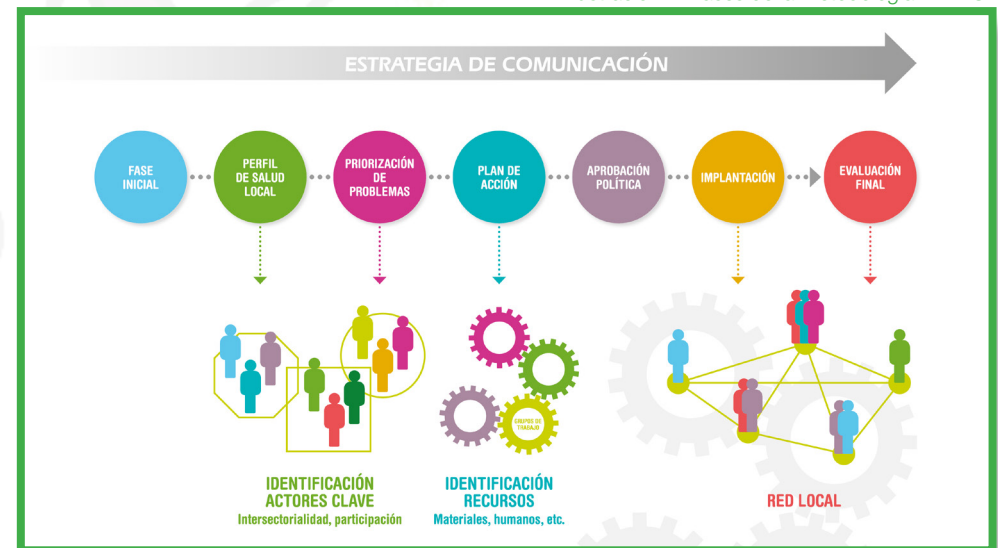 ESTRATEGIA DE COMUNICACIÓN
FASE
INICIAL
PERFIL
DE SALUD
LOCAL
PRIORIZACIÓN
DE
PROBLEMAS
PLAN DE
ACCIÓN
APROBACIÓN
POLÍTICA
IMPLANTACIÓN
EVALUACIÓN
FINAL
GRUPOS DE
TRABAJO
IDENTIFICACIÓN
ACTORES CLAVE
Intersectorialidad, participación
IDENTIFICACIÓN
RECURSOS
Materiales, humanos, etc.
RED LOCAL